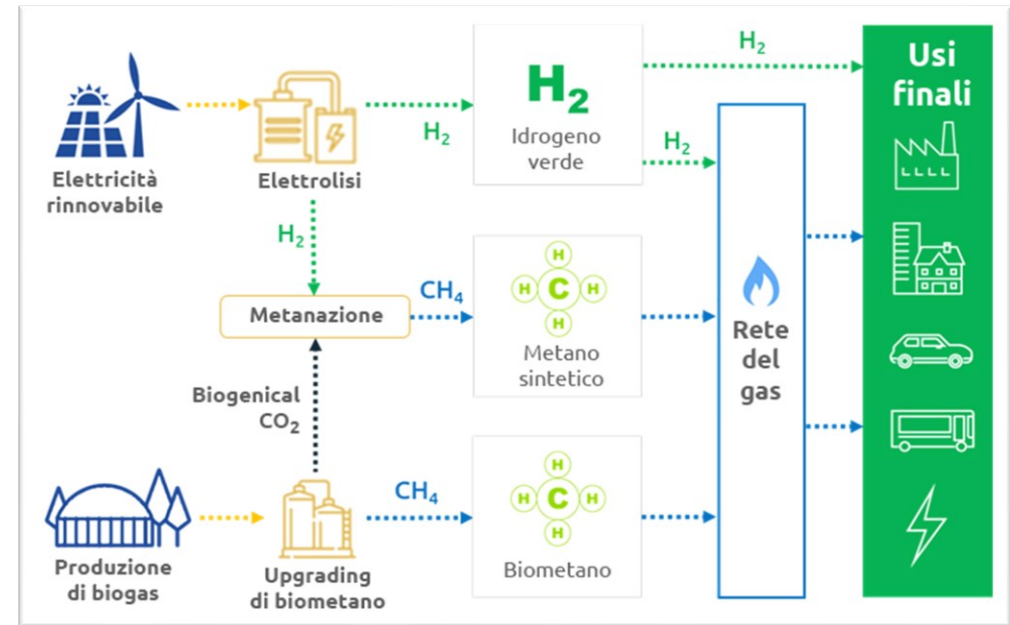 H₂
Usi
finali
H₂
Idrogeno
verde
H₂
H₂
Elettricità
rinnovabile
Elettrolisi
H₂
Metanazione
CH₄
H
H C H
H
Metano
sintetico
Rete
del
gas
Biogenical
CO₂
CH₄
H
H C H
H
Biometano
Produzione
di biogas
Upgrading
di biometano